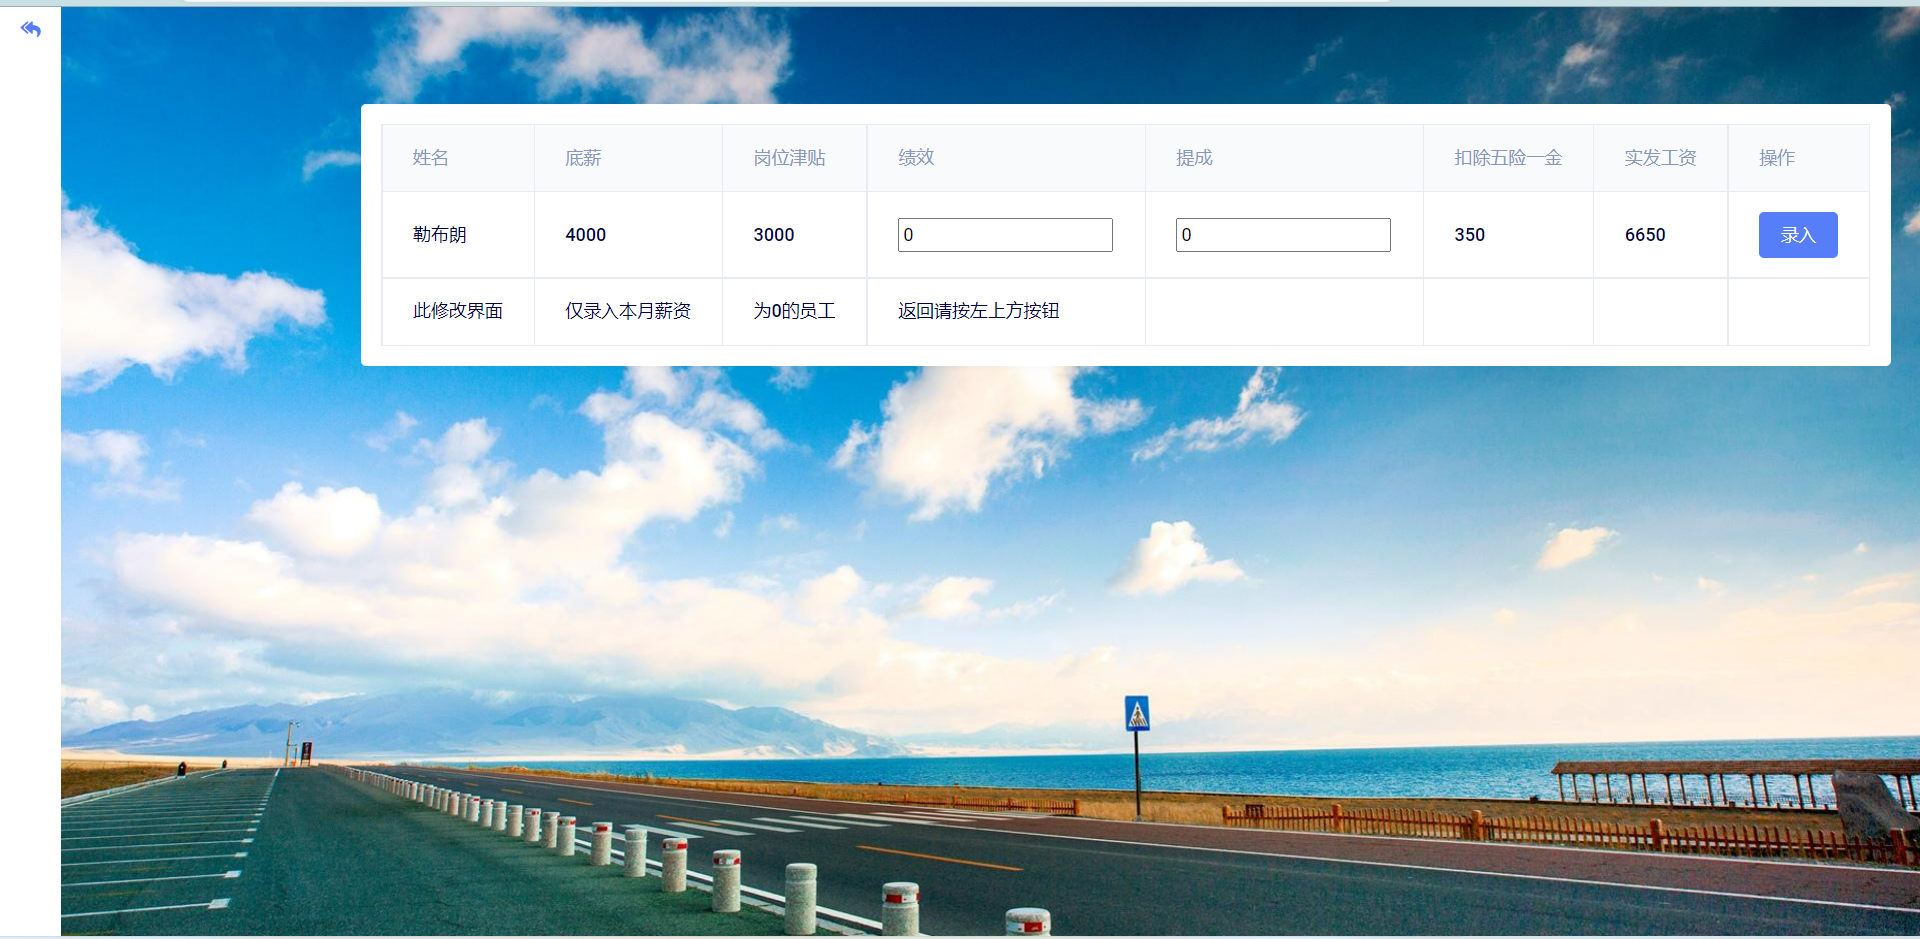 姓名 底薪 岗位津贴 绩效 提成 扣除五险一金 实发工资 操作
勒布朗 4000 3000 0 0 350 6650 录入
此修改界面 仅录入本月薪资 为0的员工 返回请按左上方按钮